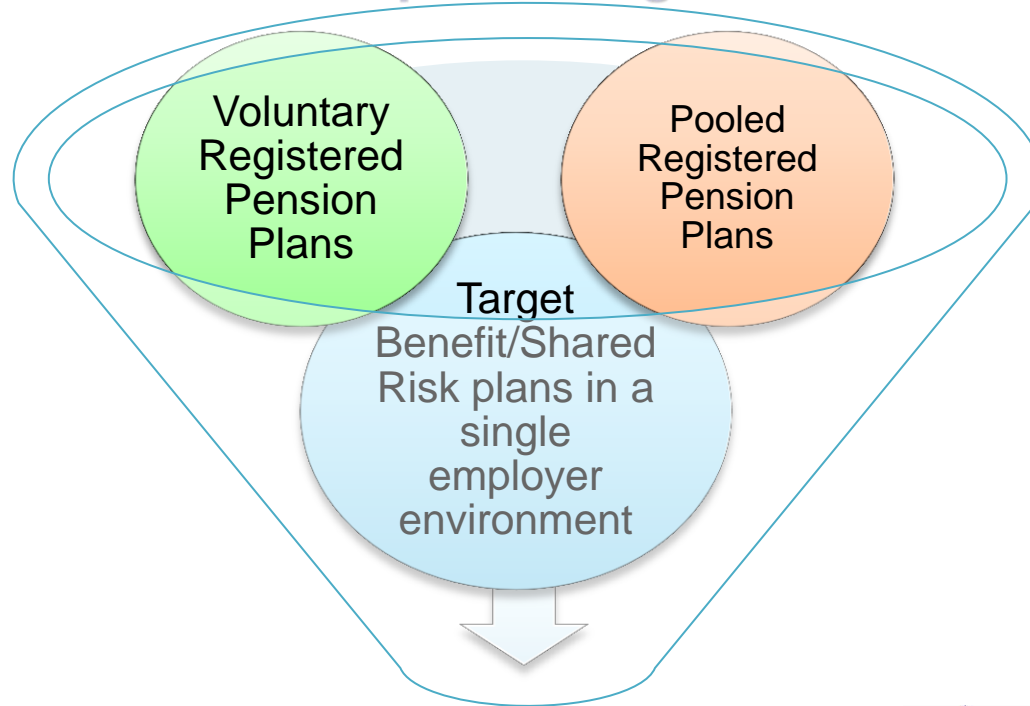 Voluntary
Registered
Pension
Plans
Pooled
Registered
Pension
Plans
Target
Benefit/Shared
Risk plans in a
single
employer
environment